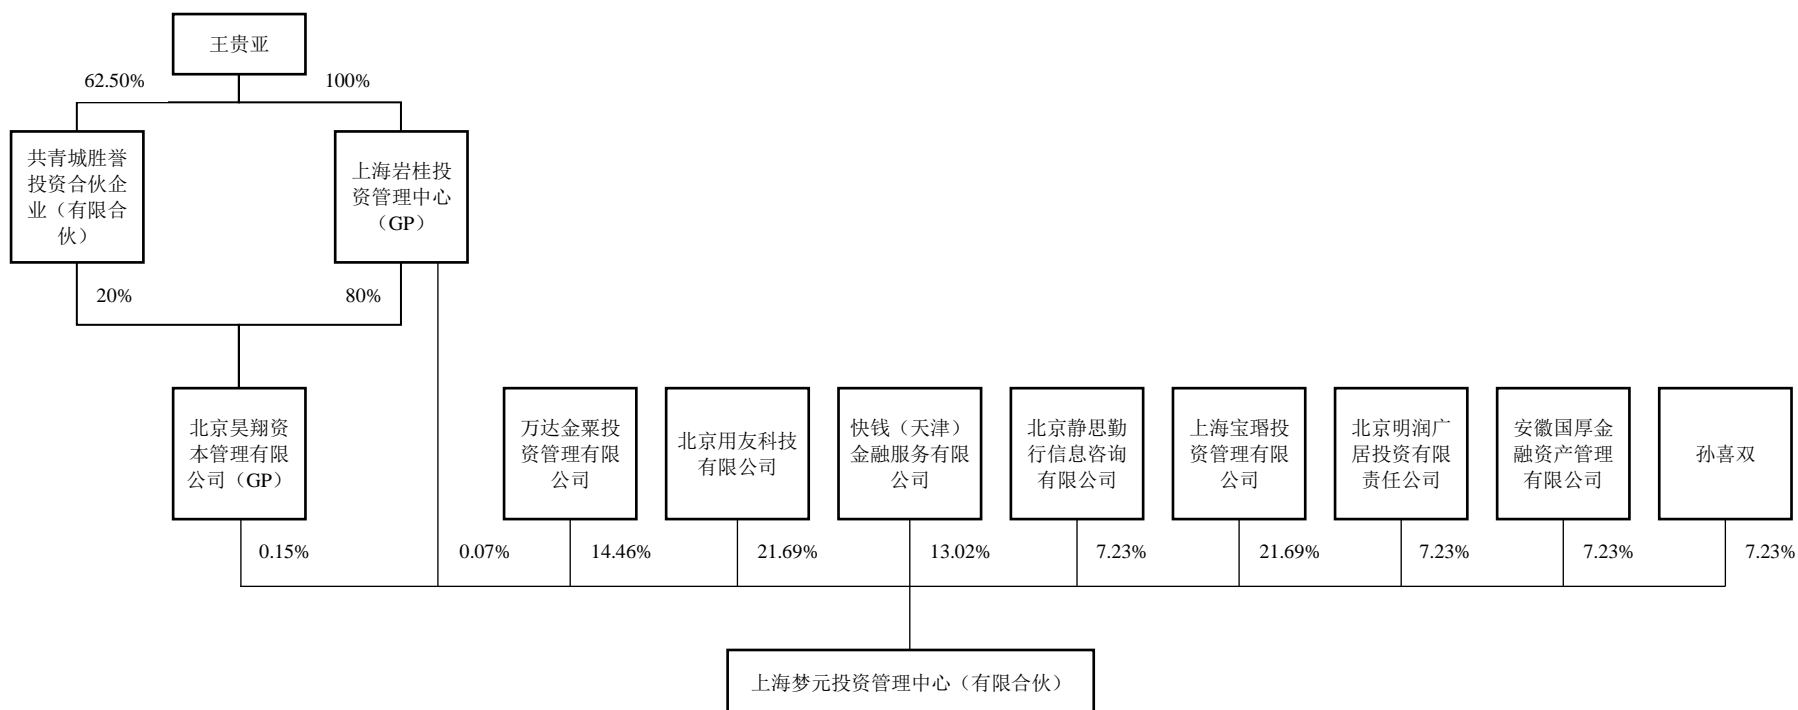 王贵亚
62.50%
100%
共青城胜誉
投资合伙企
业（有限合
伙）
上海岩桂投
资管理中心
（GP）
20%
80%
北京昊翔资
本管理有限
公司（GP）
万达金粟投
资管理有限
公司
北京用友科技
有限公司
快钱（天津）
金融服务有限
公司
北京静思勤
行信息咨询
有限公司
上海宝瑨投
资管理有限
公司
北京明润广
居投资有限
责任公司
安徽国厚金
融资产管理
有限公司
孙喜双
0.15%
0.07%
14.46%
21.69%
13.02%
7.23%
21.69%
7.23%
7.23%
7.23%
上海梦元投资管理中心（有限合伙）